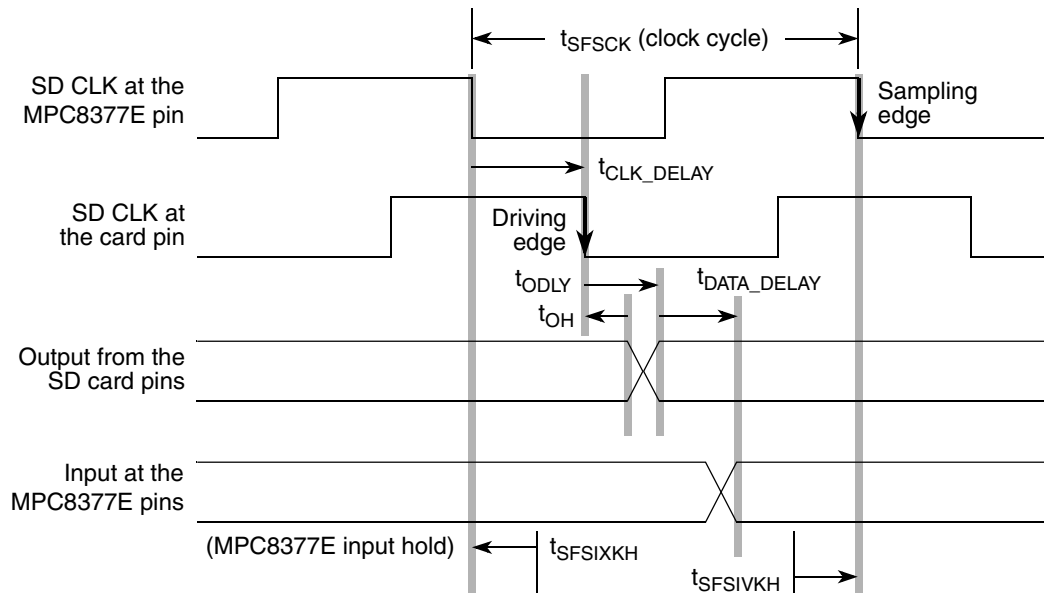 tSFSCK (clock cycle)
SD CLK at the
MPC8377E pin
Sampling
edge
tCLK_DELAY
SD CLK at
the card pin
Driving
edge
tODLY
tDATA_DELAY
tOH
Output from the
SD card pins
Input at the
MPC8377E pins
(MPC8377E input hold)
tSFSIXKH
tSFSIVKH